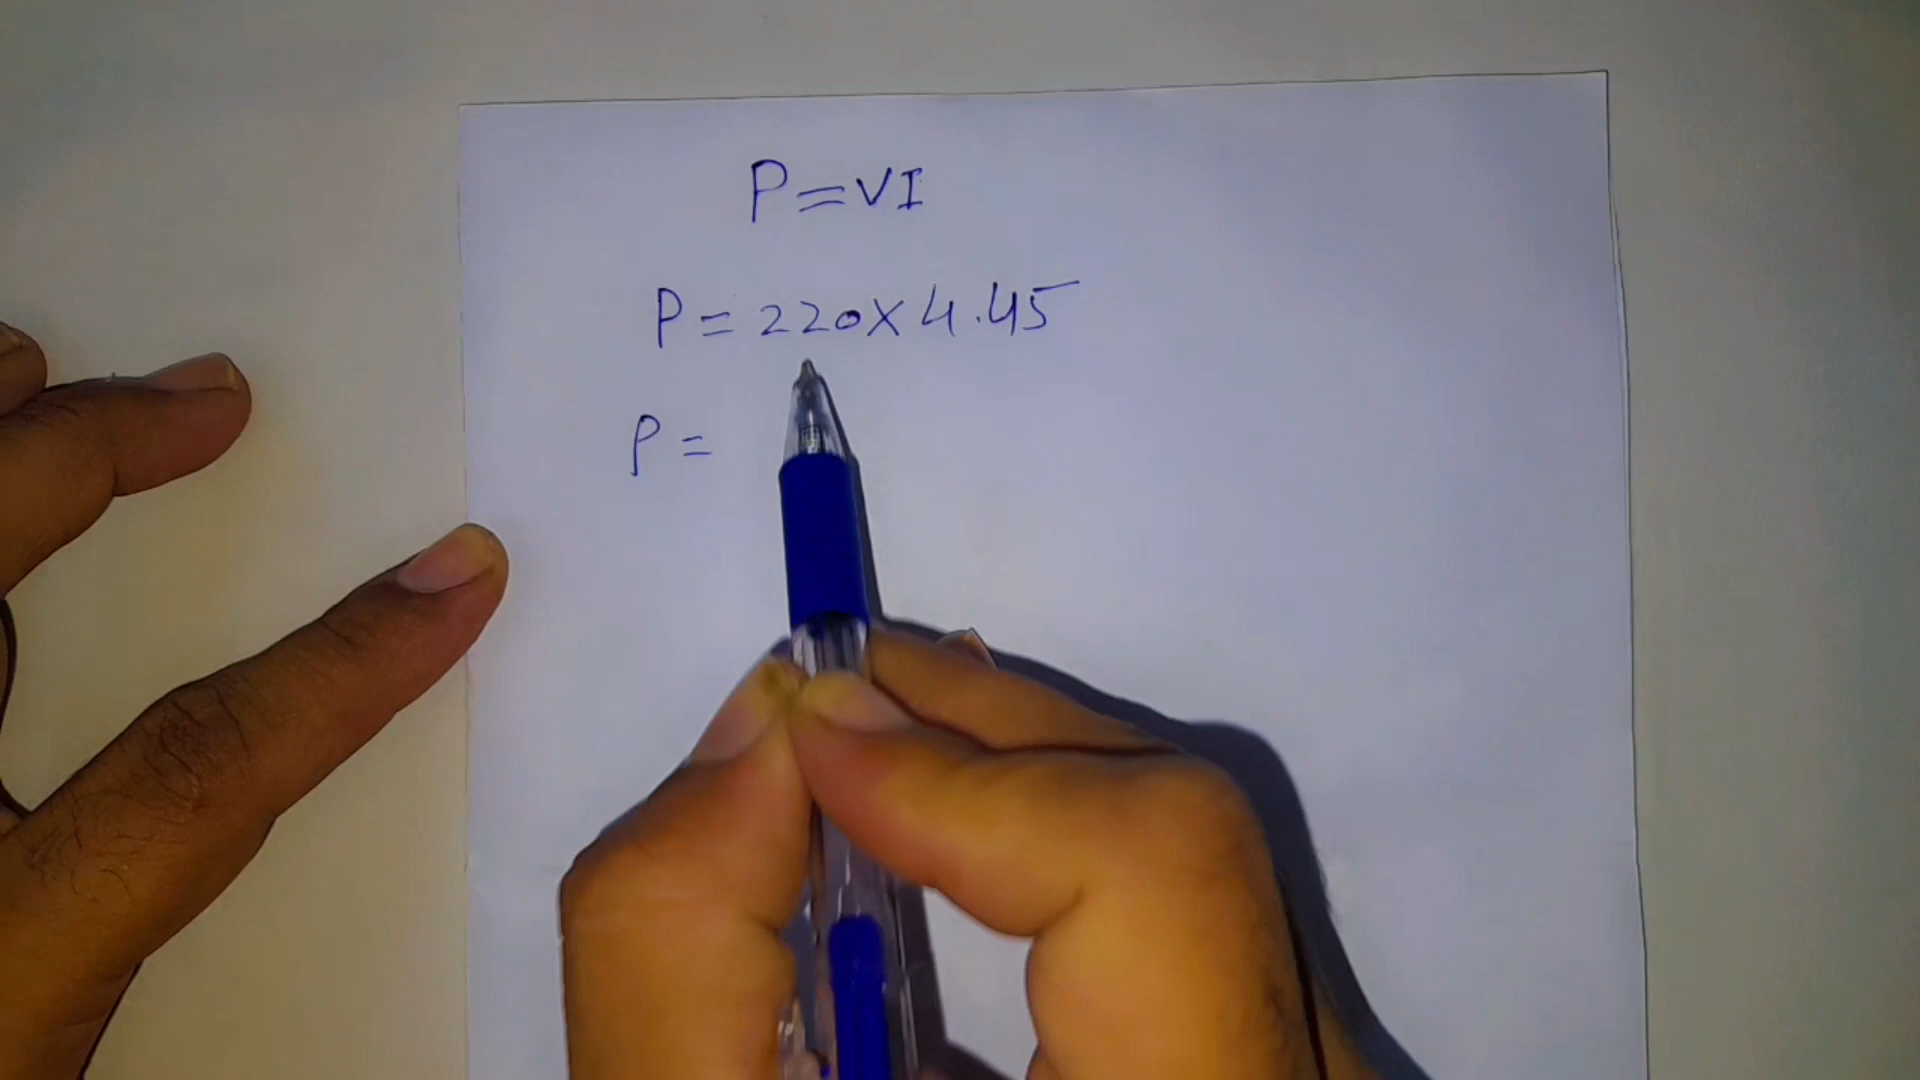 P=VI
P = 220×4.45
P =